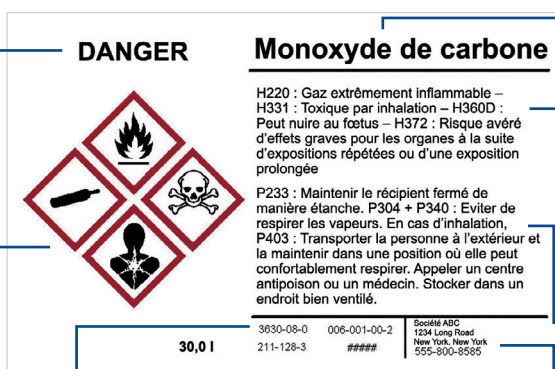 DANGER
Monoxyde de carbone
H220 : Gaz extrêmement inflammable –
H331 : Toxique par inhalation – H360D :
Peut nuire au fœtus – H372 : Risque avéré
d'effets graves pour les organes à la suite
d'expositions répétées ou d'une exposition
prolongée
P233 : Maintenir le récipient fermé de
manière étanche. P304 + P340 : Eviter de
respirer les vapeurs. En cas d'inhalation,
P403 : Transporter la personne à l'extérieur et
la maintenir dans une position où elle peut
confortablement respirer. Appeler un centre
antipoison ou un médecin. Stocker dans un
endroit bien ventilé.
30,0 l
3630-08-0 006-001-00-2
211-128-3 #####
Société ABC
1234 Long Road
New York, New York
555-800-8585